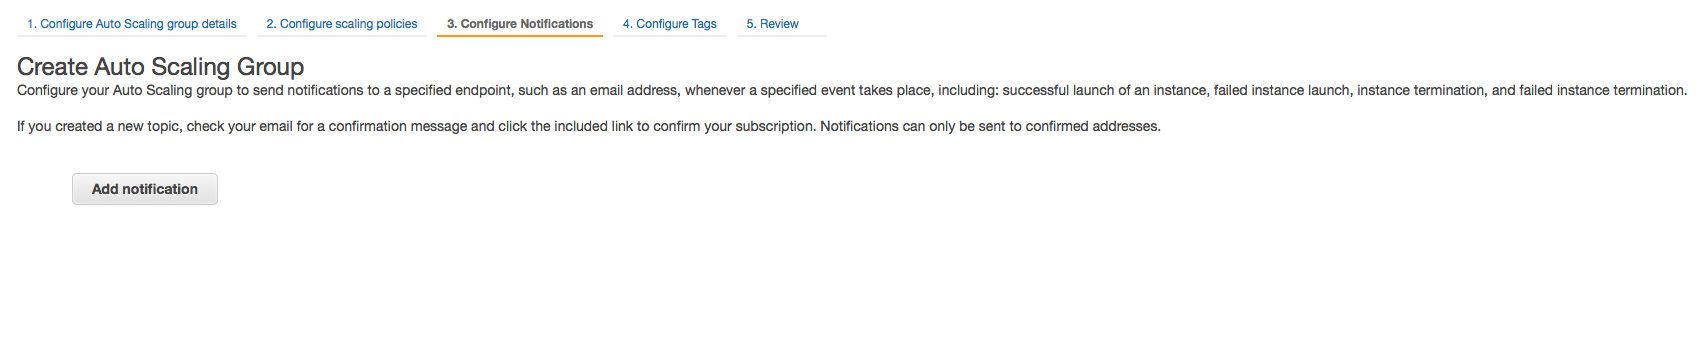 1. Configure Auto Scaling group details 2. Configure scaling policies 3. Configure Notifications 4. Configure Tags 5. Review
Create Auto Scaling Group
Configure your Auto Scaling group to send notifications to a specified endpoint, such as an email address, whenever a specified event takes place, including: successful launch of an instance, failed instance launch, instance termination, and failed instance termination.
If you created a new topic, check your email for a confirmation message and click the included link to confirm your subscription. Notifications can only be sent to confirmed addresses.
Add notification